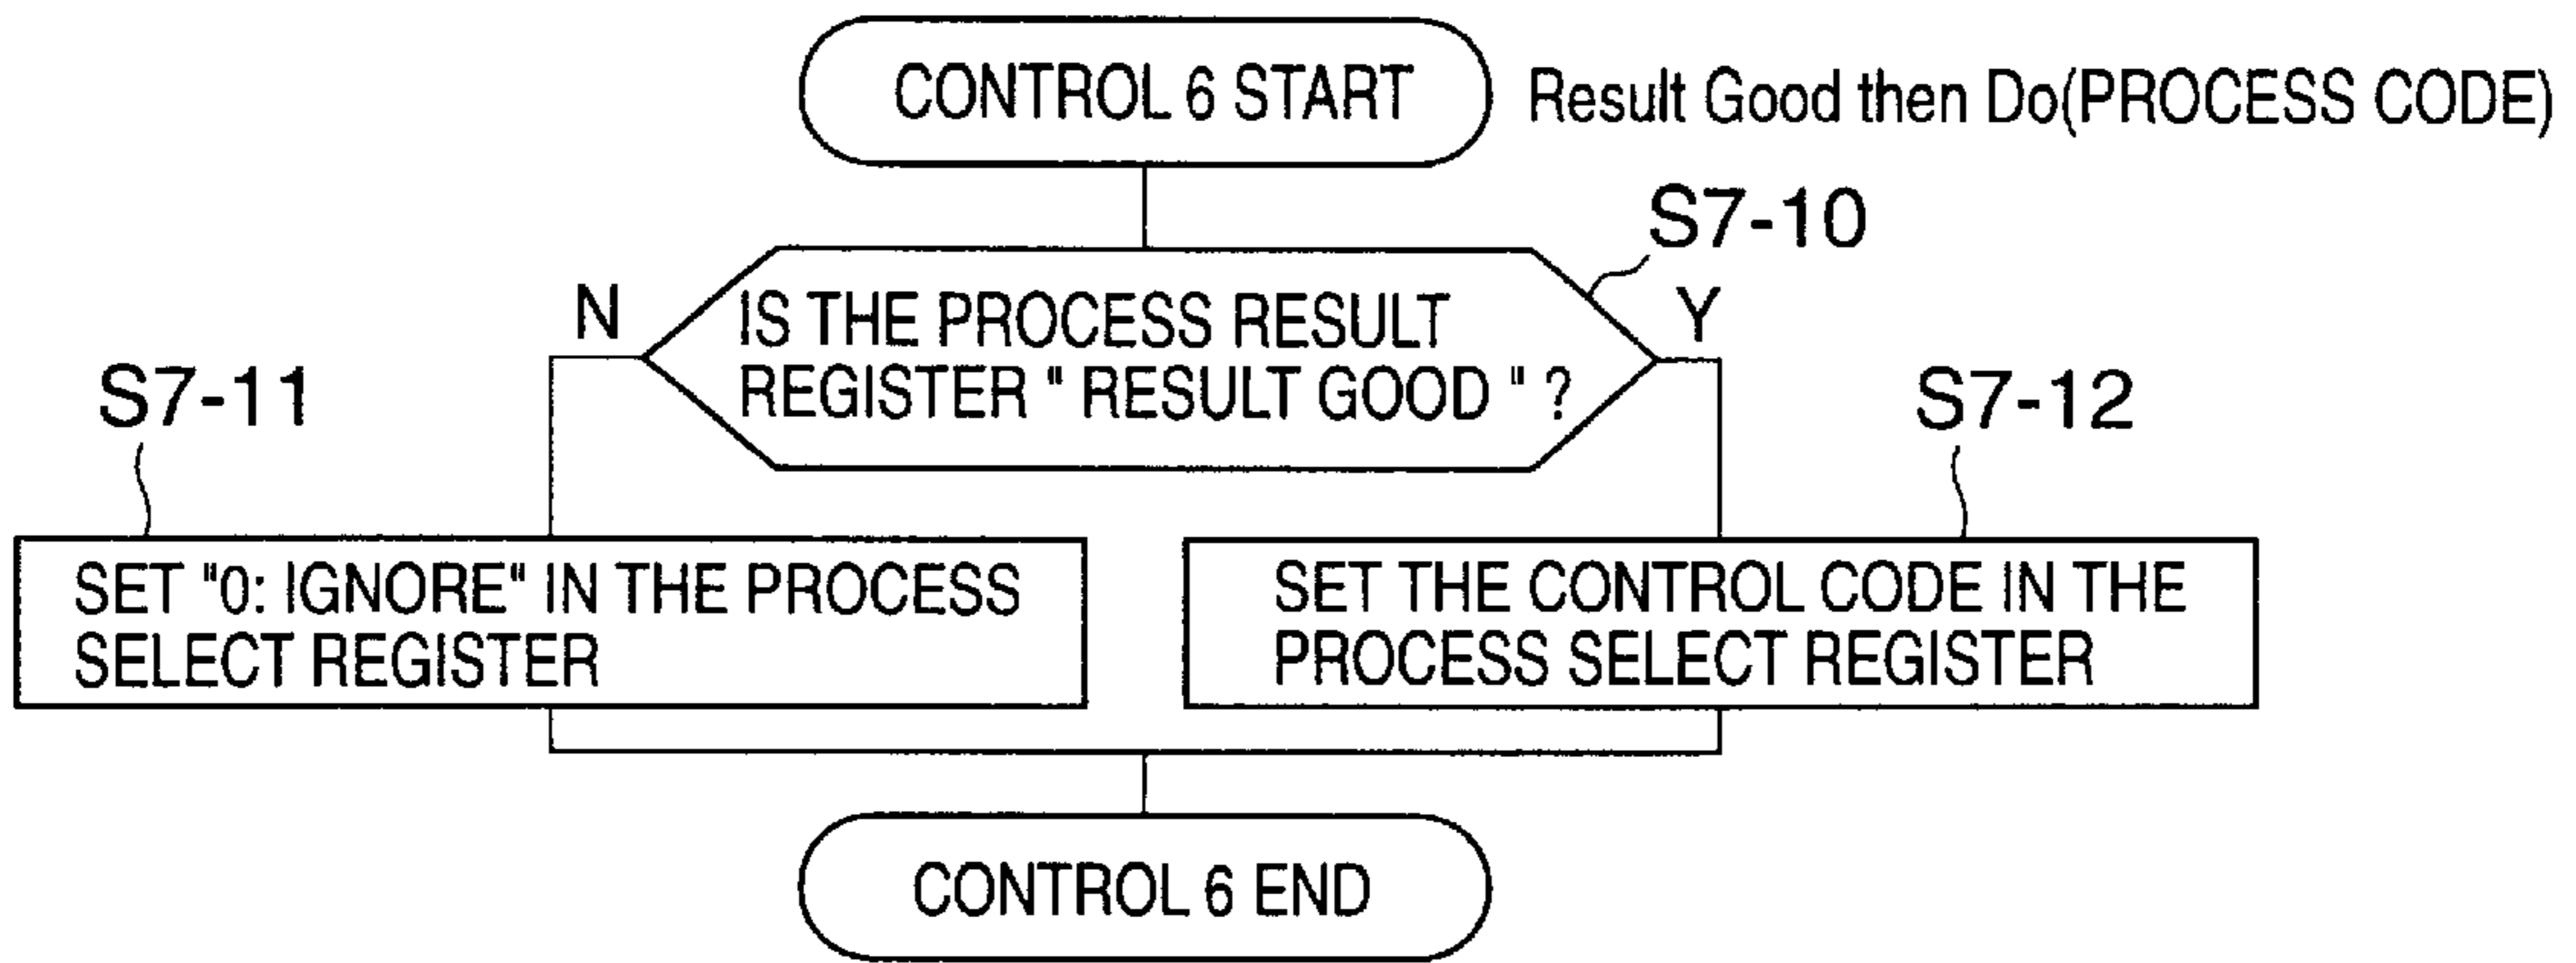 CONTROL 6 START
Result Good then Do(PROCESS CODE)
S7-10
N
Y
IS THE PROCESS RESULT
REGISTER " RESULT GOOD " ?
S7-11
S7-12
SET "0: IGNORE" IN THE PROCESS
SELECT REGISTER
SET THE CONTROL CODE IN THE
PROCESS SELECT REGISTER
CONTROL 6 END